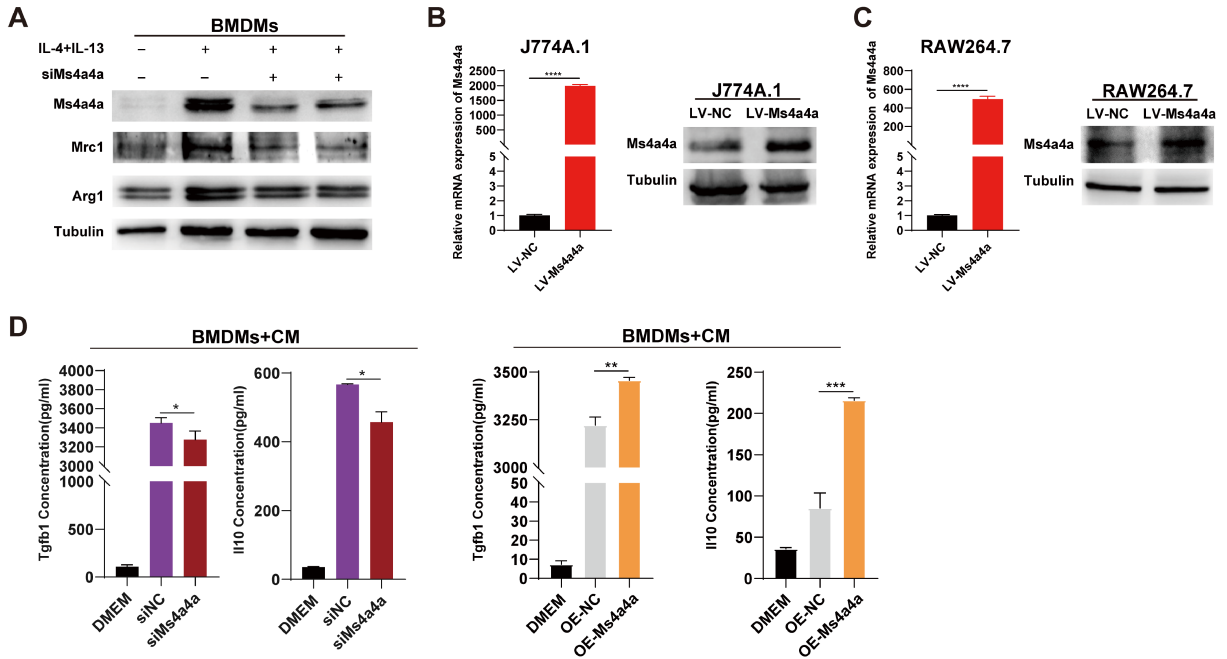 A
BMDMs
IL-4+IL-13 – + + +
siMs4a4a – – + +
Ms4a4a
Mrc1
Arg1
Tubulin
B
J774A.1
Relative mRNA expression of Ms4a4a
2500
2000
1500
1000
500
5
4
3
2
1
0
****
LV-NC
LV-Ms4a4a
J774A.1
LV-NC LV-Ms4a4a
Ms4a4a
Tubulin
C
RAW264.7
Relative mRNA expression of Ms4a4a
800
600
400
200
5
4
3
2
1
0
****
LV-NC
LV-Ms4a4a
RAW264.7
LV-NC LV-Ms4a4a
Ms4a4a
Tubulin
D
BMDMs+CM
Tgfb1 Concentration(pg/ml)
4000
3800
3600
3400
3200
3000
1000
500
0
*
DMEM
siNC
siMs4a4a
Il10 Concentration(pg/ml)
600
400
200
0
*
DMEM
siNC
siMs4a4a
BMDMs+CM
Tgfb1 Concentration(pg/ml)
3500
3250
3000
50
40
30
20
10
0
**
DMEM
OE-NC
OE-Ms4a4a
Il10 Concentration(pg/ml)
250
200
150
100
50
0
***
DMEM
OE-NC
OE-Ms4a4a